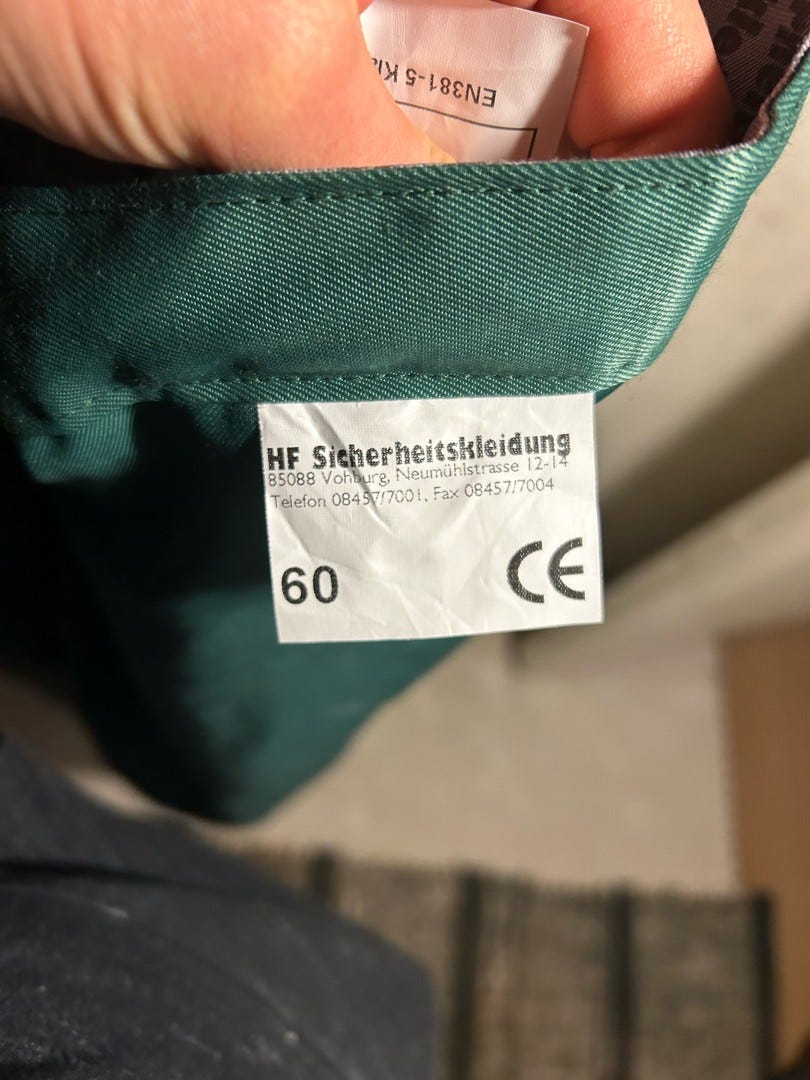 EN381-5
HF Sicherheitskleidung
85088 Vohburg, Neumühlstrasse 12-14
Telefon 08457/7001, Fax 08457/7004
60
CE